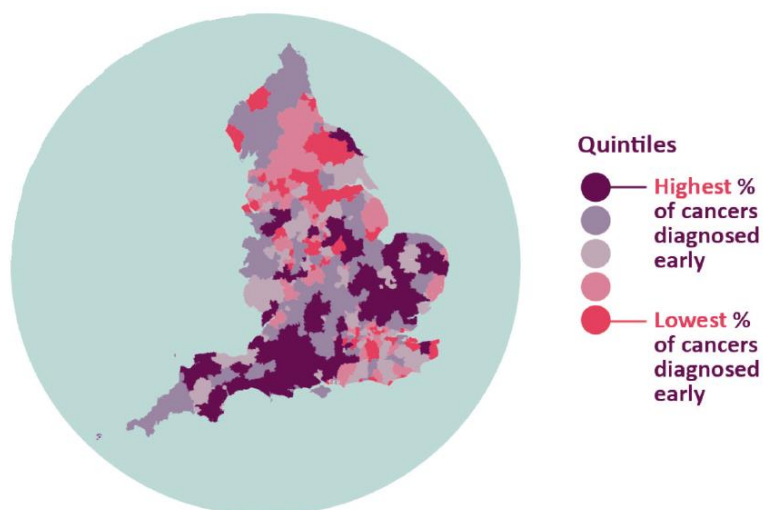 Quintiles
Highest %
of cancers
diagnosed
early
Lowest %
of cancers
diagnosed
early